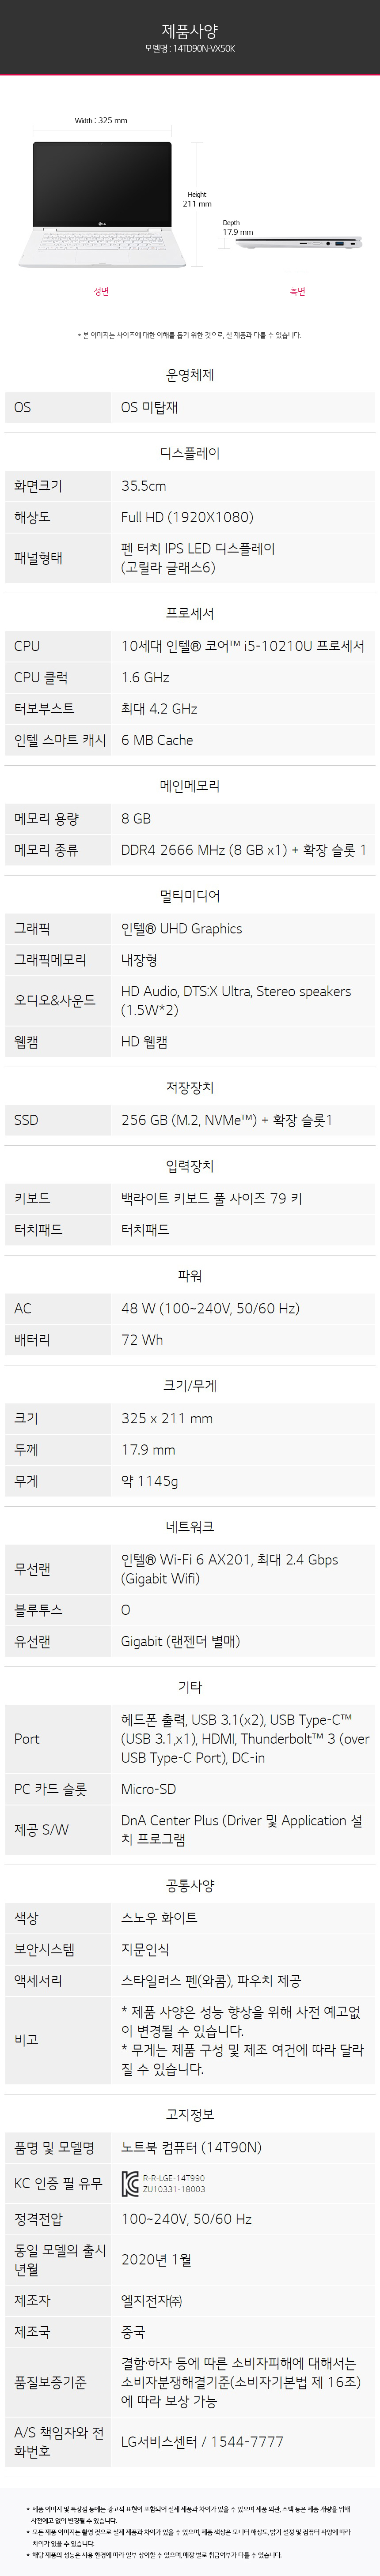 제품사양
모델명 : 14TD90N-VX50K
Width : 325 mm
Height
211 mm
Depth
17.9 mm
LG
정면
측면
* 본 이미지는 사이즈에 대한 이해를 돕기 위한 것으로, 실 제품과 다를 수 있습니다.
운영체제
OS
OS 미탑재
디스플레이
화면크기
35.5cm
해상도
Full HD (1920X1080)
패널형태
펜 터치 IPS LED 디스플레이
(고릴라 글래스6)
프로세서
CPU
10세대 인텔® 코어™ i5-10210U 프로세서
CPU 클럭
1.6 GHz
터보부스트
최대 4.2 GHz
인텔 스마트 캐시
6 MB Cache
메인메모리
메모리 용량
8 GB
메모리 종류
DDR4 2666 MHz (8 GB x1) + 확장 슬롯 1
멀티미디어
그래픽
인텔® UHD Graphics
그래픽메모리
내장형
오디오&사운드
HD Audio, DTS:X Ultra, Stereo speakers
(1.5W*2)
웹캠
HD 웹캠
저장장치
SSD
256 GB (M.2, NVMe™) + 확장 슬롯1
입력장치
키보드
백라이트 키보드 풀 사이즈 79 키
터치패드
터치패드
파워
AC
48 W (100~240V, 50/60 Hz)
배터리
72 Wh
크기/무게
크기
325 x 211 mm
두께
17.9 mm
무게
약 1145g
네트워크
무선랜
인텔® Wi-Fi 6 AX201, 최대 2.4 Gbps
(Gigabit Wifi)
블루투스
O
유선랜
Gigabit (랜젠더 별매)
기타
Port
헤드폰 출력, USB 3.1(x2), USB Type-C™
(USB 3.1,x1), HDMI, Thunderbolt™ 3 (over
USB Type-C Port), DC-in
PC 카드 슬롯
Micro-SD
제공 S/W
DnA Center Plus (Driver 및 Application 설
치 프로그램
공통사양
색상
스노우 화이트
보안시스템
지문인식
액세서리
스타일러스 펜(와콤), 파우치 제공
비고
* 제품 사양은 성능 향상을 위해 사전 예고없
이 변경될 수 있습니다.
* 무게는 제품 구성 및 제조 여건에 따라 달라
질 수 있습니다.
고지정보
품명 및 모델명
노트북 컴퓨터 (14T90N)
KC 인증 필 유무
R-R-LGE-14T990
ZU10331-18003
정격전압
100~240V, 50/60 Hz
동일 모델의 출시
년월
2020년 1월
제조자
엘지전자㈜
제조국
중국
품질보증기준
결함·하자 등에 따른 소비자피해에 대해서는
소비자분쟁해결기준(소비자기본법 제 16조)
에 따라 보상 가능
A/S 책임자와 전
화번호
LG서비스센터 / 1544-7777
* 제품 이미지 및 특장점 등에는 광고적 표현이 포함되어 실제 제품과 차이가 있을 수 있으며 제품 외관, 스펙 등은 제품 개량을 위해
사전예고 없이 변경될 수 있습니다.
* 모든 제품 이미지는 촬영 컷으로 실제 제품과 차이가 있을 수 있으며, 제품 색상은 모니터 해상도, 밝기 설정 및 컴퓨터 사양에 따라
차이가 있을 수 있습니다.
* 해당 제품의 성능은 사용 환경에 따라 일부 상이할 수 있으며, 매장 별로 취급여부가 다를 수 있습니다.